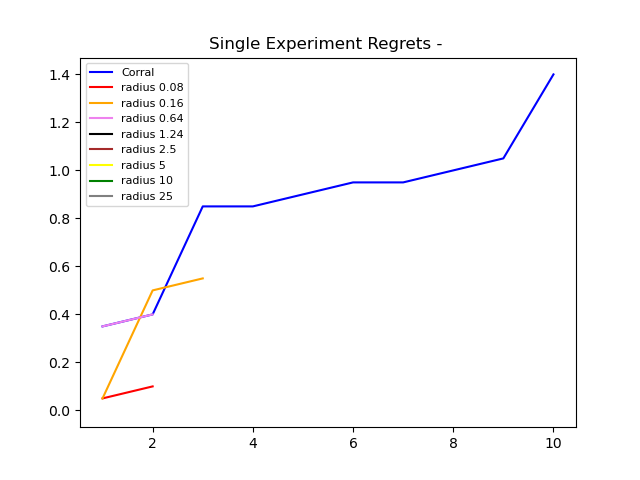 Single Experiment Regrets -
1.4
1.2
1.0
0.8
0.6
0.4
0.2
0.0
Corral
radius 0.08
radius 0.16
radius 0.64
radius 1.24
radius 2.5
radius 5
radius 10
radius 25
2 4 6 8 10